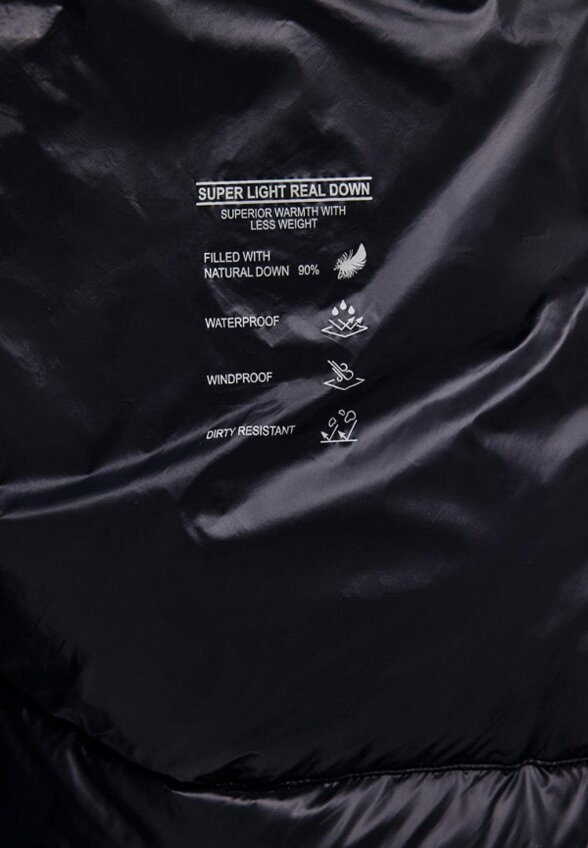 SUPER LIGHT REAL DOWN
SUPERIOR WARMTH WITH
LESS WEIGHT
FILLED WITH
NATURAL DOWN 90%
WATERPROOF
WINDPROOF
DIRTY RESISTANT